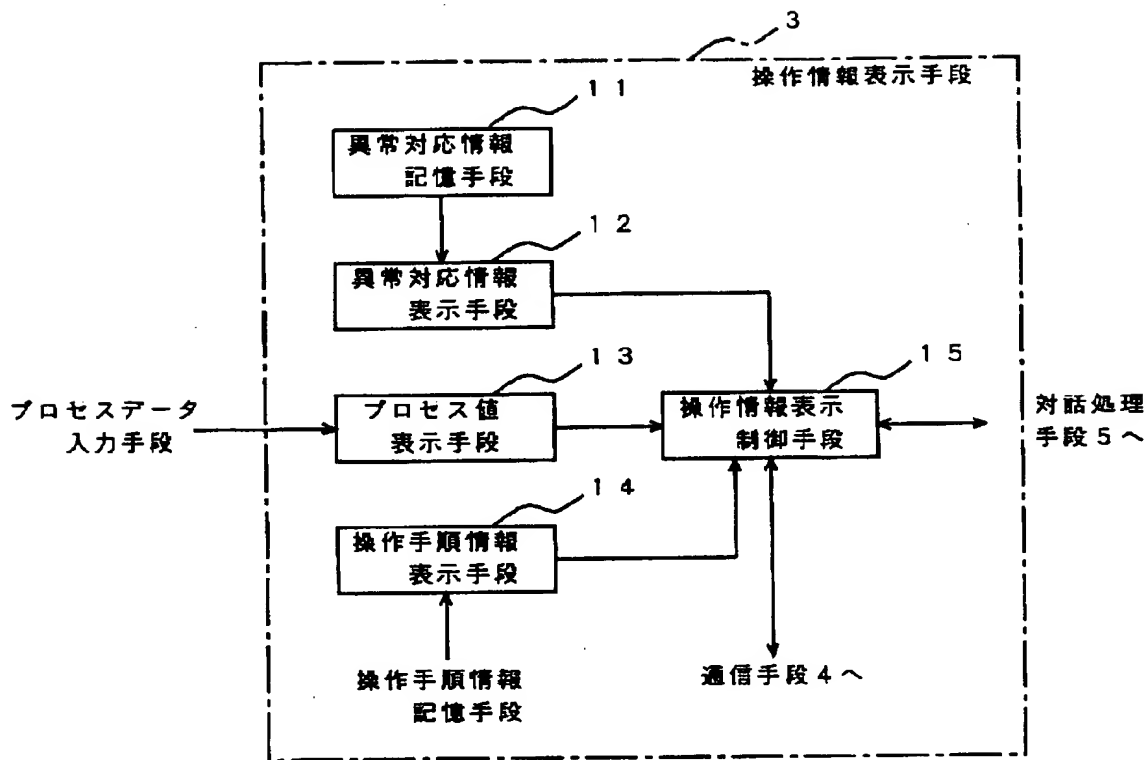 3
操作情報表示手段
11
異常対応情報
記憶手段
12
異常対応情報
表示手段
13
プロセスデータ
入力手段
プロセス値
表示手段
15
操作情報表示
制御手段
対話処理
手段5へ
14
操作手順情報
表示手段
操作手順情報
記憶手段
通信手段4へ